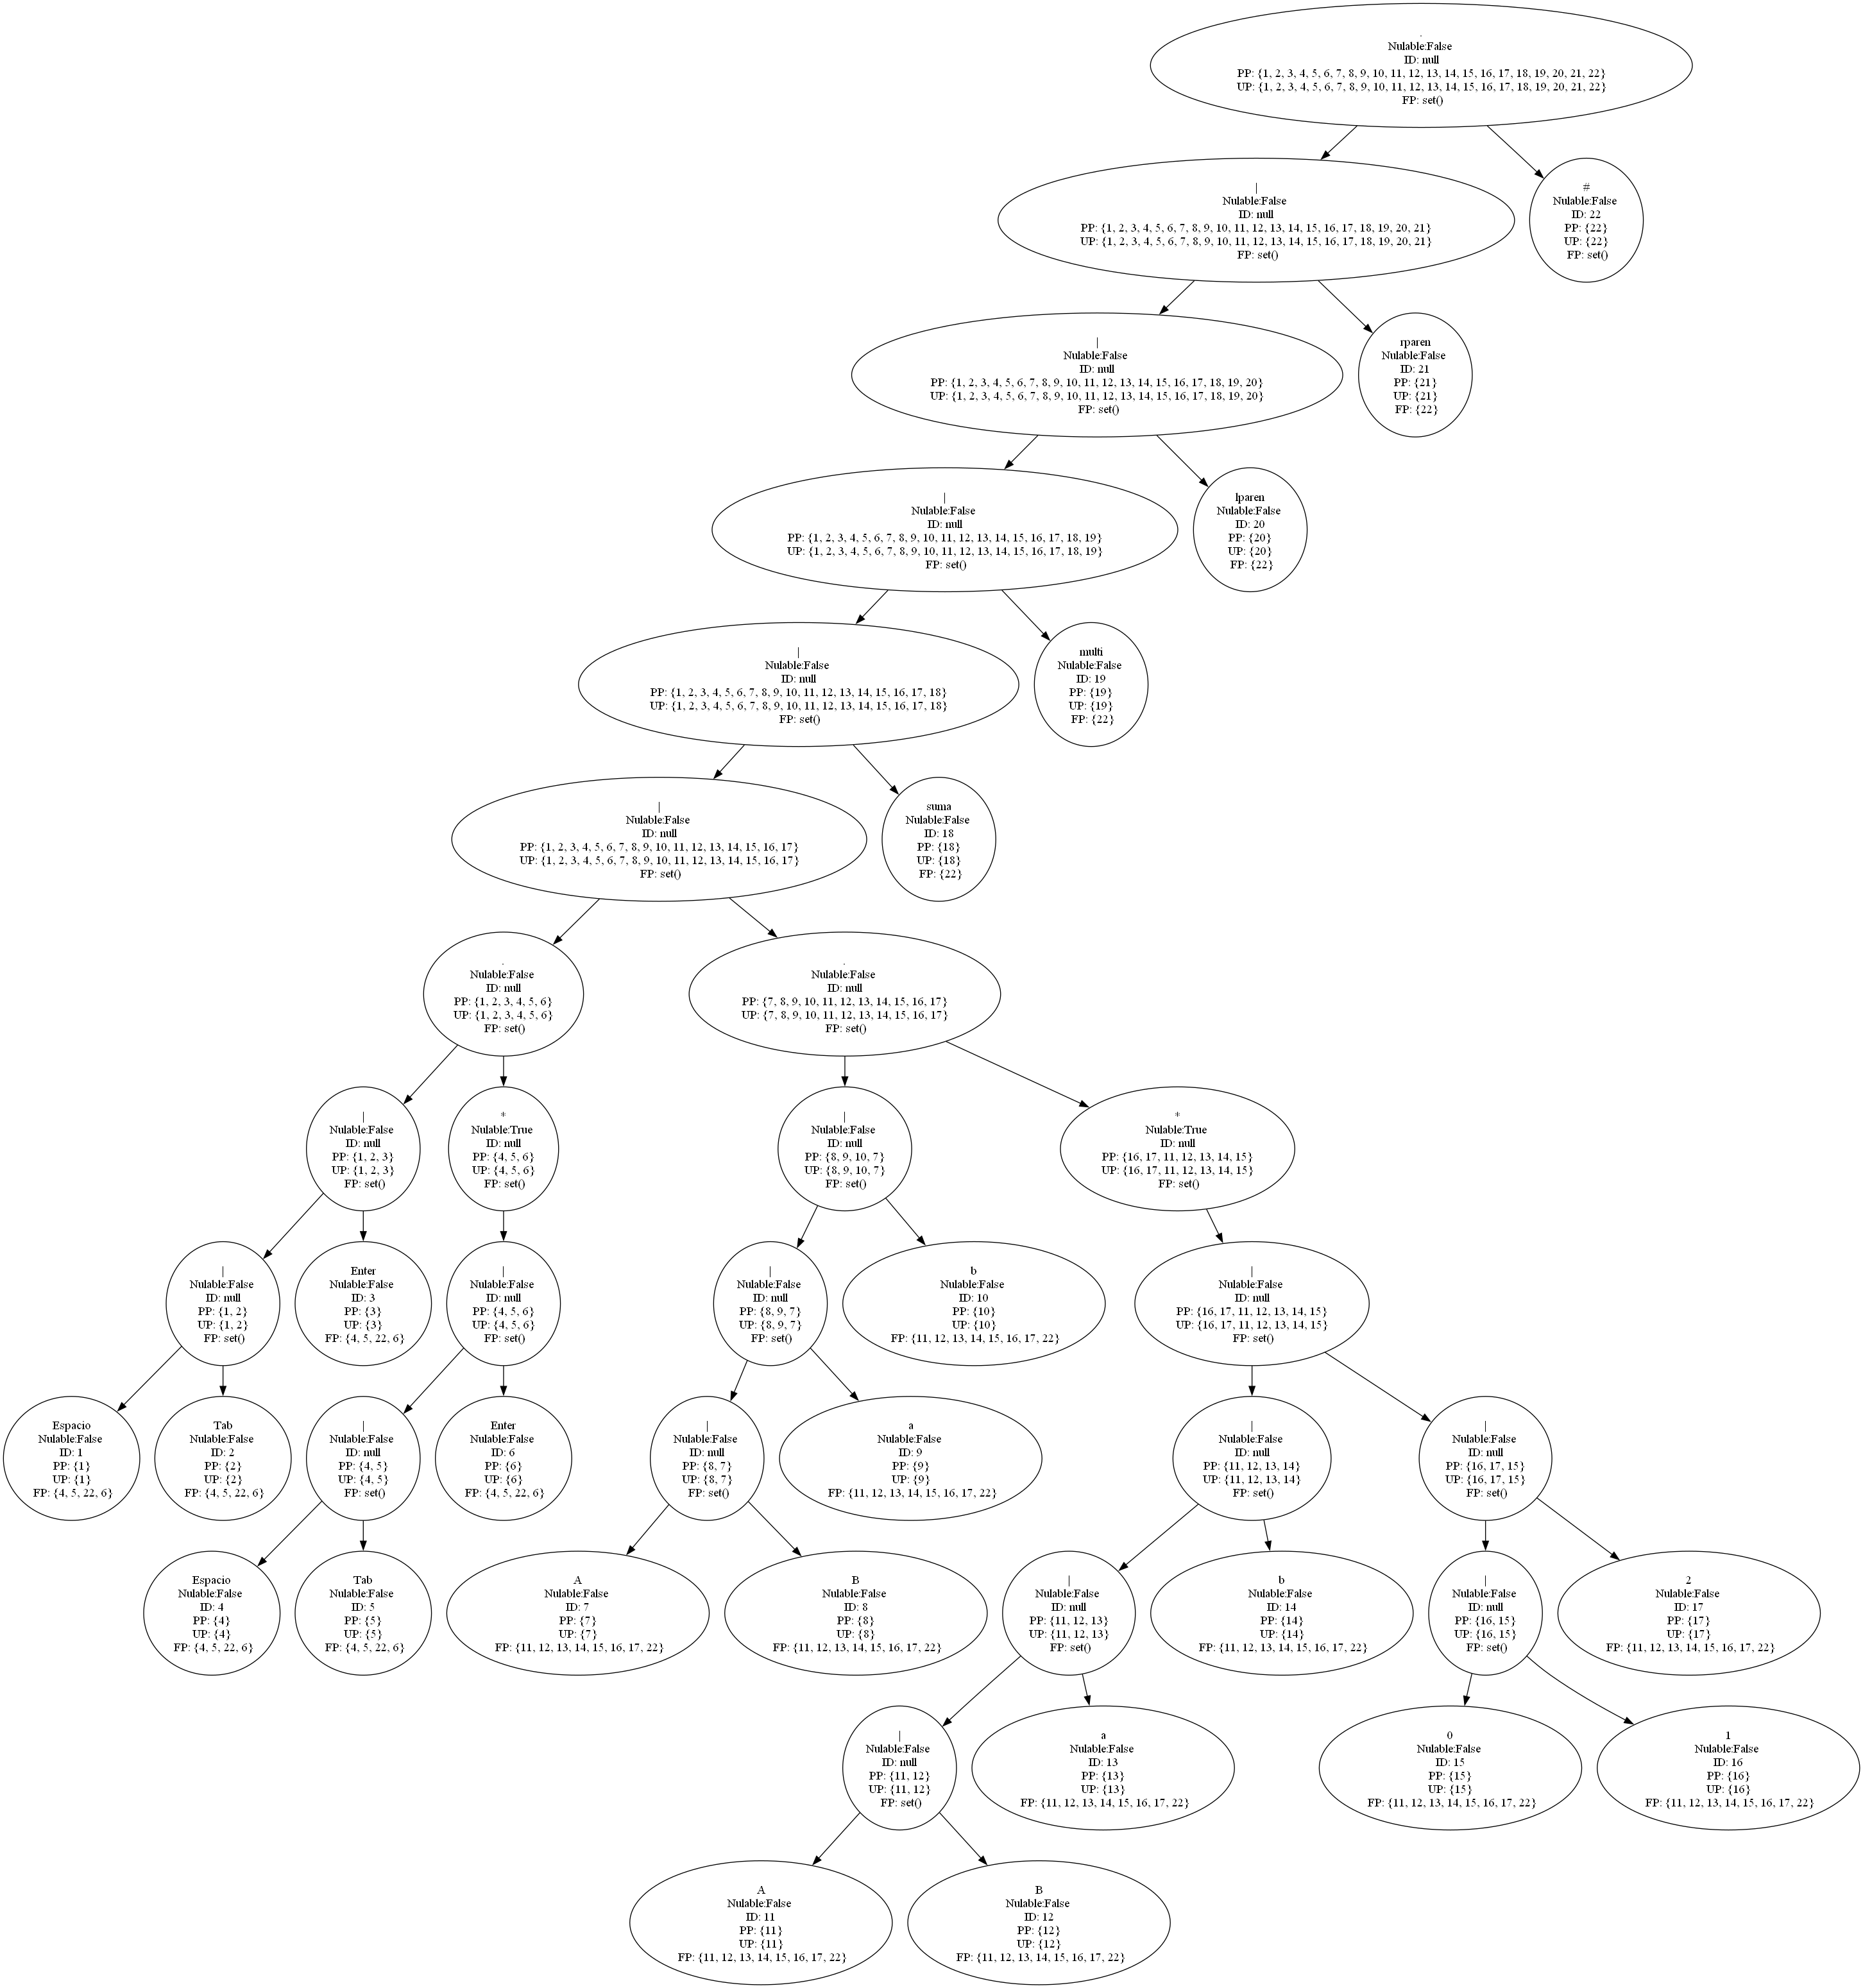 .
Nulable:False
ID: null
PP: {1, 2, 3, 4, 5, 6, 7, 8, 9, 10, 11, 12, 13, 14, 15, 16, 17, 18, 19, 20, 21, 22}
UP: {1, 2, 3, 4, 5, 6, 7, 8, 9, 10, 11, 12, 13, 14, 15, 16, 17, 18, 19, 20, 21, 22}
FP: set()
|
Nulable:False
ID: null
PP: {1, 2, 3, 4, 5, 6, 7, 8, 9, 10, 11, 12, 13, 14, 15, 16, 17, 18, 19, 20, 21}
UP: {1, 2, 3, 4, 5, 6, 7, 8, 9, 10, 11, 12, 13, 14, 15, 16, 17, 18, 19, 20, 21}
FP: set()
#
Nulable:False
ID: 22
PP: {22}
UP: {22}
FP: set()
|
Nulable:False
ID: null
PP: {1, 2, 3, 4, 5, 6, 7, 8, 9, 10, 11, 12, 13, 14, 15, 16, 17, 18, 19, 20}
UP: {1, 2, 3, 4, 5, 6, 7, 8, 9, 10, 11, 12, 13, 14, 15, 16, 17, 18, 19, 20}
FP: set()
rparen
Nulable:False
ID: 21
PP: {21}
UP: {21}
FP: {22}
|
Nulable:False
ID: null
PP: {1, 2, 3, 4, 5, 6, 7, 8, 9, 10, 11, 12, 13, 14, 15, 16, 17, 18, 19}
UP: {1, 2, 3, 4, 5, 6, 7, 8, 9, 10, 11, 12, 13, 14, 15, 16, 17, 18, 19}
FP: set()
lparen
Nulable:False
ID: 20
PP: {20}
UP: {20}
FP: {22}
|
Nulable:False
ID: null
PP: {1, 2, 3, 4, 5, 6, 7, 8, 9, 10, 11, 12, 13, 14, 15, 16, 17, 18}
UP: {1, 2, 3, 4, 5, 6, 7, 8, 9, 10, 11, 12, 13, 14, 15, 16, 17, 18}
FP: set()
multi
Nulable:False
ID: 19
PP: {19}
UP: {19}
FP: {22}
|
Nulable:False
ID: null
PP: {1, 2, 3, 4, 5, 6, 7, 8, 9, 10, 11, 12, 13, 14, 15, 16, 17}
UP: {1, 2, 3, 4, 5, 6, 7, 8, 9, 10, 11, 12, 13, 14, 15, 16, 17}
FP: set()
suma
Nulable:False
ID: 18
PP: {18}
UP: {18}
FP: {22}
.
Nulable:False
ID: null
PP: {1, 2, 3, 4, 5, 6}
UP: {1, 2, 3, 4, 5, 6}
FP: set()
.
Nulable:False
ID: null
PP: {7, 8, 9, 10, 11, 12, 13, 14, 15, 16, 17}
UP: {7, 8, 9, 10, 11, 12, 13, 14, 15, 16, 17}
FP: set()
|
Nulable:False
ID: null
PP: {1, 2, 3}
UP: {1, 2, 3}
FP: set()
*
Nulable:True
ID: null
PP: {4, 5, 6}
UP: {4, 5, 6}
FP: set()
|
Nulable:False
ID: null
PP: {8, 9, 10, 7}
UP: {8, 9, 10, 7}
FP: set()
*
Nulable:True
ID: null
PP: {16, 17, 11, 12, 13, 14, 15}
UP: {16, 17, 11, 12, 13, 14, 15}
FP: set()
|
Nulable:False
ID: null
PP: {1, 2}
UP: {1, 2}
FP: set()
Enter
Nulable:False
ID: 3
PP: {3}
UP: {3}
FP: {4, 5, 22, 6}
|
Nulable:False
ID: null
PP: {4, 5, 6}
UP: {4, 5, 6}
FP: set()
|
Nulable:False
ID: null
PP: {8, 9, 7}
UP: {8, 9, 7}
FP: set()
b
Nulable:False
ID: 10
PP: {10}
UP: {10}
FP: {11, 12, 13, 14, 15, 16, 17, 22}
|
Nulable:False
ID: null
PP: {16, 17, 11, 12, 13, 14, 15}
UP: {16, 17, 11, 12, 13, 14, 15}
FP: set()
Espacio
Nulable:False
ID: 1
PP: {1}
UP: {1}
FP: {4, 5, 22, 6}
Tab
Nulable:False
ID: 2
PP: {2}
UP: {2}
FP: {4, 5, 22, 6}
|
Nulable:False
ID: null
PP: {4, 5}
UP: {4, 5}
FP: set()
Enter
Nulable:False
ID: 6
PP: {6}
UP: {6}
FP: {4, 5, 22, 6}
|
Nulable:False
ID: null
PP: {8, 7}
UP: {8, 7}
FP: set()
a
Nulable:False
ID: 9
PP: {9}
UP: {9}
FP: {11, 12, 13, 14, 15, 16, 17, 22}
|
Nulable:False
ID: null
PP: {11, 12, 13, 14}
UP: {11, 12, 13, 14}
FP: set()
|
Nulable:False
ID: null
PP: {16, 17, 15}
UP: {16, 17, 15}
FP: set()
Espacio
Nulable:False
ID: 4
PP: {4}
UP: {4}
FP: {4, 5, 22, 6}
Tab
Nulable:False
ID: 5
PP: {5}
UP: {5}
FP: {4, 5, 22, 6}
A
Nulable:False
ID: 7
PP: {7}
UP: {7}
FP: {11, 12, 13, 14, 15, 16, 17, 22}
B
Nulable:False
ID: 8
PP: {8}
UP: {8}
FP: {11, 12, 13, 14, 15, 16, 17, 22}
|
Nulable:False
ID: null
PP: {11, 12, 13}
UP: {11, 12, 13}
FP: set()
b
Nulable:False
ID: 14
PP: {14}
UP: {14}
FP: {11, 12, 13, 14, 15, 16, 17, 22}
|
Nulable:False
ID: null
PP: {16, 15}
UP: {16, 15}
FP: set()
2
Nulable:False
ID: 17
PP: {17}
UP: {17}
FP: {11, 12, 13, 14, 15, 16, 17, 22}
|
Nulable:False
ID: null
PP: {11, 12}
UP: {11, 12}
FP: set()
a
Nulable:False
ID: 13
PP: {13}
UP: {13}
FP: {11, 12, 13, 14, 15, 16, 17, 22}
0
Nulable:False
ID: 15
PP: {15}
UP: {15}
FP: {11, 12, 13, 14, 15, 16, 17, 22}
1
Nulable:False
ID: 16
PP: {16}
UP: {16}
FP: {11, 12, 13, 14, 15, 16, 17, 22}
A
Nulable:False
ID: 11
PP: {11}
UP: {11}
FP: {11, 12, 13, 14, 15, 16, 17, 22}
B
Nulable:False
ID: 12
PP: {12}
UP: {12}
FP: {11, 12, 13, 14, 15, 16, 17, 22}